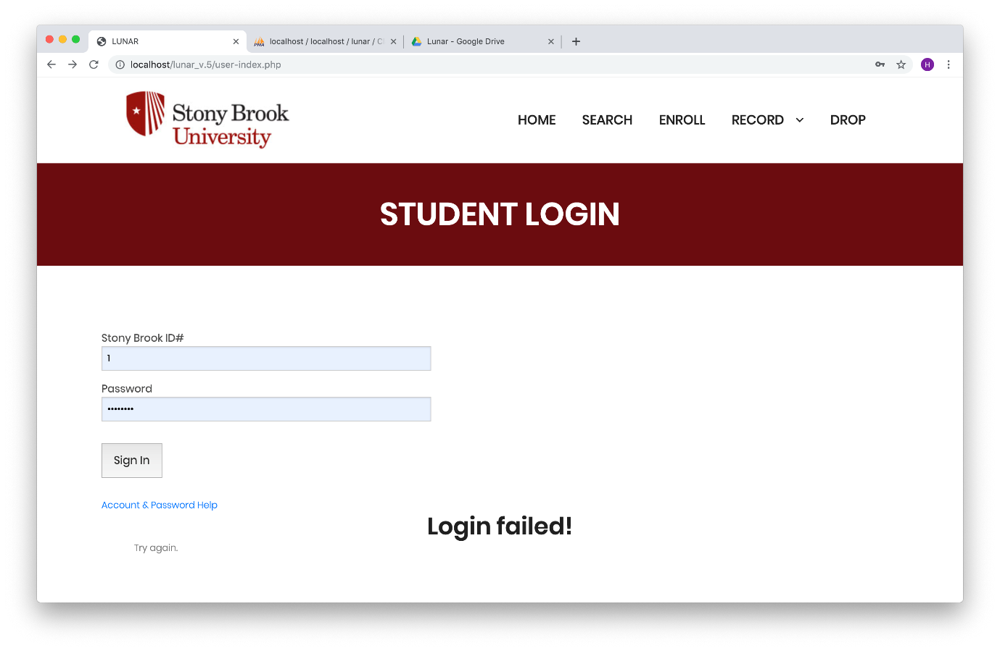 LUNAR
localhost / localhost / lunar /
Lunar - Google Drive
localhost/lunar_v.5/user-index.php
H
Stony Brook
University
HOME SEARCH ENROLL RECORD DROP
STUDENT LOGIN
Stony Brook ID#
1
Password
••••••••
Sign In
Account & Password Help
Login failed!
Try again.